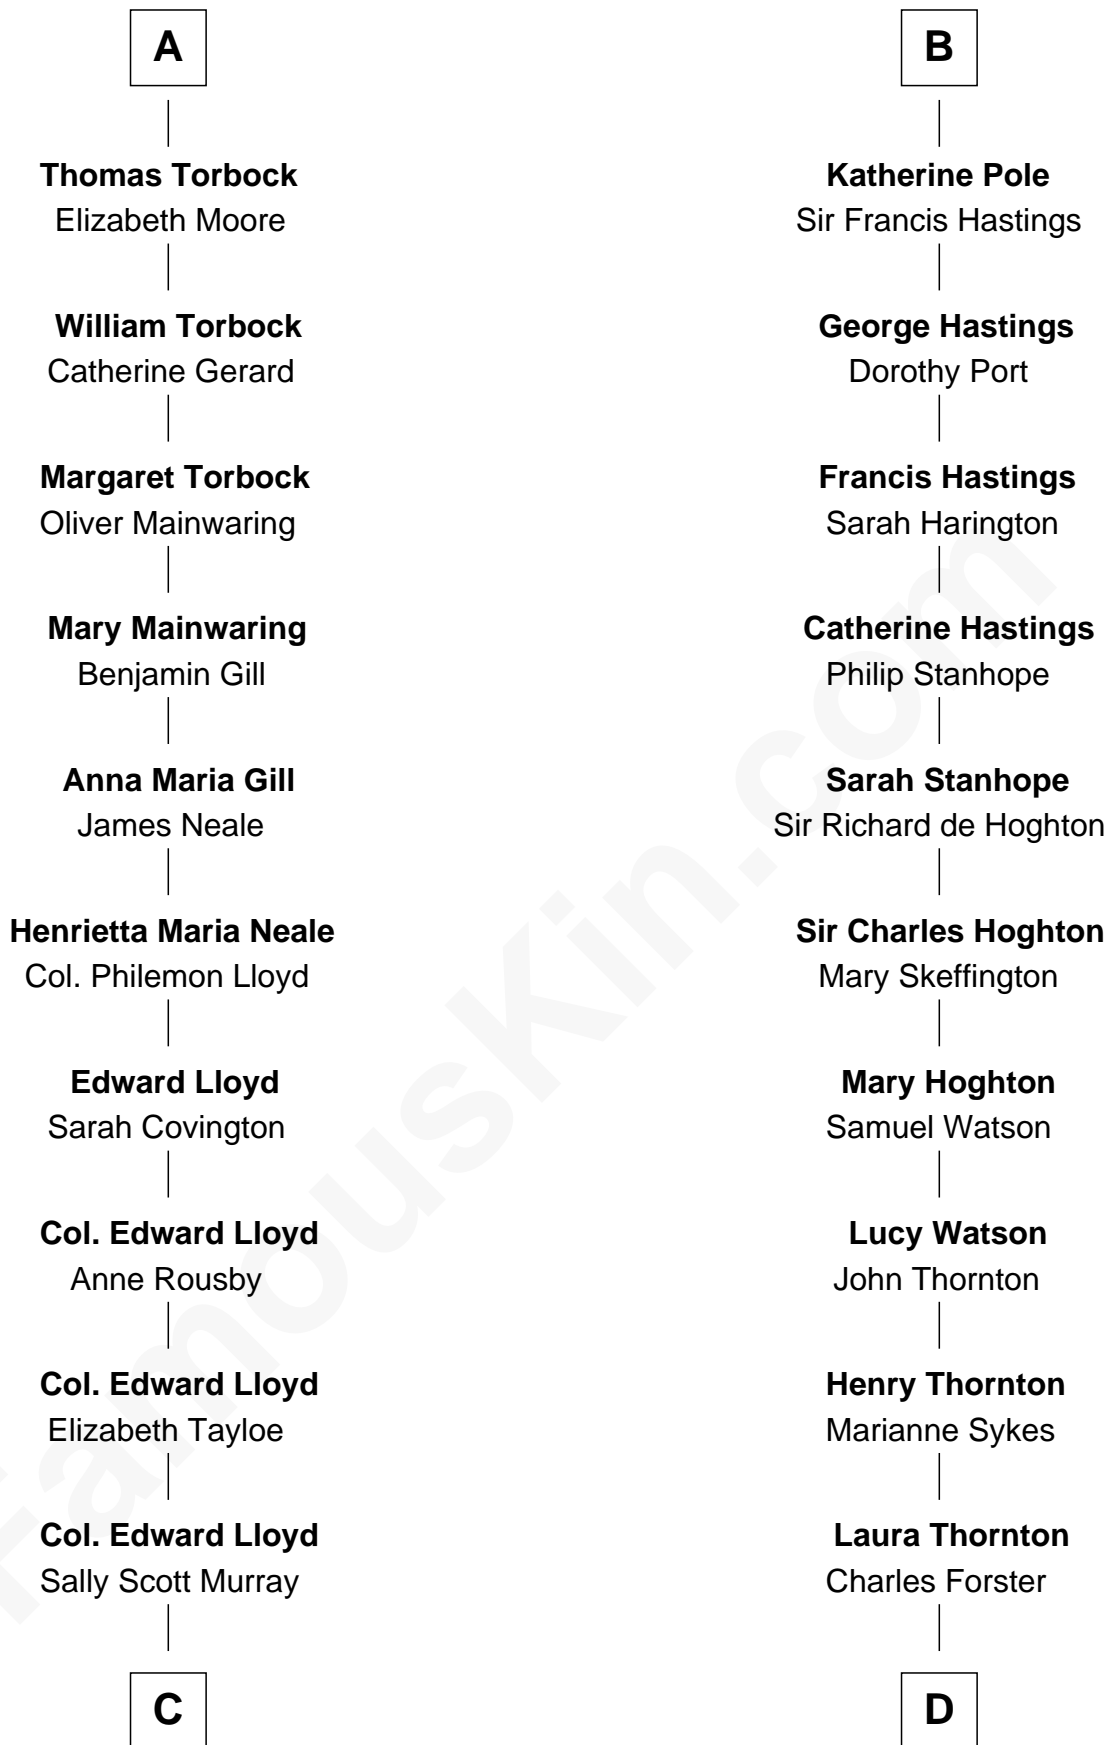 A
Thomas Torbock
Elizabeth Moore
William Torbock
Catherine Gerard
Margaret Torbock
Oliver Mainwaring
Mary Mainwaring
Benjamin Gill
Anna Maria Gill
James Neale
Henrietta Maria Neale
Col. Philemon Lloyd
Edward Lloyd
Sarah Covington
Col. Edward Lloyd
Anne Rousby
Col. Edward Lloyd
Elizabeth Tayloe
Col. Edward Lloyd
Sally Scott Murray
C
B
Katherine Pole
Sir Francis Hastings
George Hastings
Dorothy Port
Francis Hastings
Sarah Harington
Catherine Hastings
Philip Stanhope
Sarah Stanhope
Sir Richard de Hoghton
Sir Charles Hoghton
Mary Skeffington
Mary Hoghton
Samuel Watson
Lucy Watson
John Thornton
Henry Thornton
Marianne Sykes
Laura Thornton
Charles Forster
D
FamousKin.com